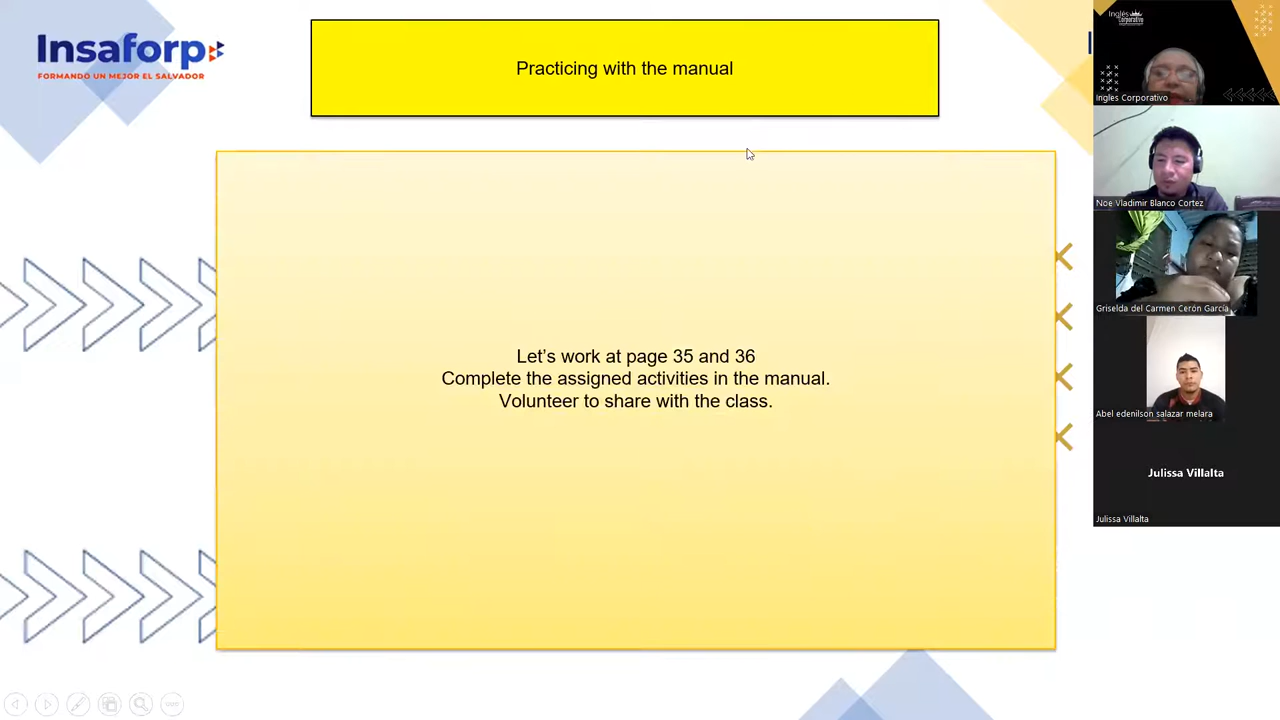 Insaforp
FORMANDO UN MEJOR EL SALVADOR
Practicing with the manual
Let's work at page 35 and 36
Complete the assigned activities in the manual.
Volunteer to share with the class.
Inglés
Corporativo
Ingles Corporativo
Noe Vladimir Blanco Cortez
Griselda del Carmen Cerón García
Abel edenilson salazar melara
Julissa Villalta
Julissa Villalta